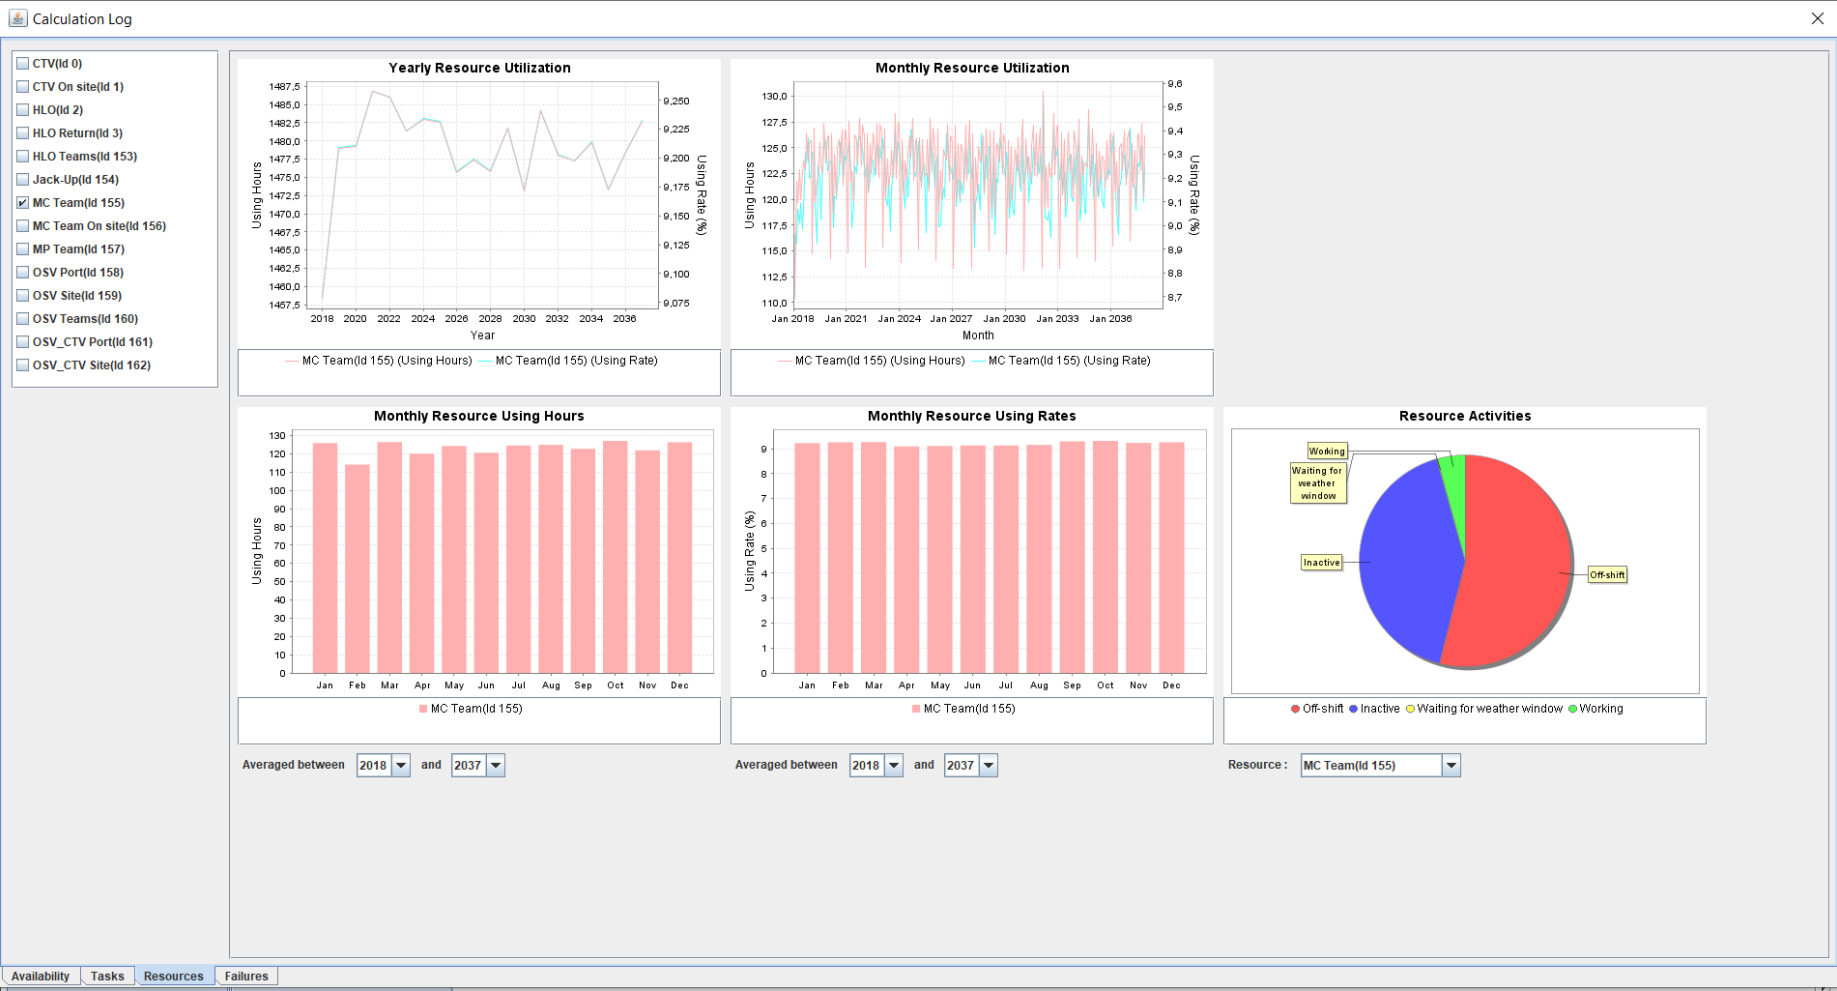 Calculation Log
CTV(Id 0)
CTV On site(Id 1)
HLO(Id 2)
HLO Return(Id 3)
HLO Teams(Id 153)
Jack-Up(Id 154)
MC Team(Id 155)
MC Team On site(Id 156)
MP Team(Id 157)
OSV Port(Id 158)
OSV Site(Id 159)
OSV Teams(Id 160)
OSV_CTV Port(Id 161)
OSV_CTV Site(Id 162)
Yearly Resource Utilization
Using Hours
1487,5
1485,0
1482,5
1480,0
1477,5
1475,0
1472,5
1470,0
1467,5
1465,0
1462,5
1460,0
1457,5
9,250
9,225
9,200
9,175
9,150
9,125
9,100
9,075
Using Rate (%)
2018 2020 2022 2024 2026 2028 2030 2032 2034 2036
Year
MC Team(Id 155) (Using Hours) MC Team(Id 155) (Using Rate)
Monthly Resource Utilization
Using Hours
130,0
127,5
125,0
122,5
120,0
117,5
115,0
112,5
110,0
9,6
9,5
9,4
9,3
9,2
9,1
9,0
8,9
8,8
8,7
Using Rate (%)
Jan 2018 Jan 2021 Jan 2024 Jan 2027 Jan 2030 Jan 2033 Jan 2036
Month
MC Team(Id 155) (Using Hours) MC Team(Id 155) (Using Rate)
Monthly Resource Using Hours
Using Hours
130
120
110
100
90
80
70
60
50
40
30
20
10
0
Jan Feb Mar Apr May Jun Jul Aug Sep Oct Nov Dec
MC Team(Id 155)
Averaged between 2018 and 2037
Monthly Resource Using Rates
Using Rate (%)
9
8
7
6
5
4
3
2
1
0
Jan Feb Mar Apr May Jun Jul Aug Sep Oct Nov Dec
MC Team(Id 155)
Averaged between 2018 and 2037
Resource Activities
Working
Waiting for
weather
window
Inactive
Off-shift
Off-shift Inactive Waiting for weather window Working
Resource : MC Team(Id 155)
Availability Tasks Resources Failures